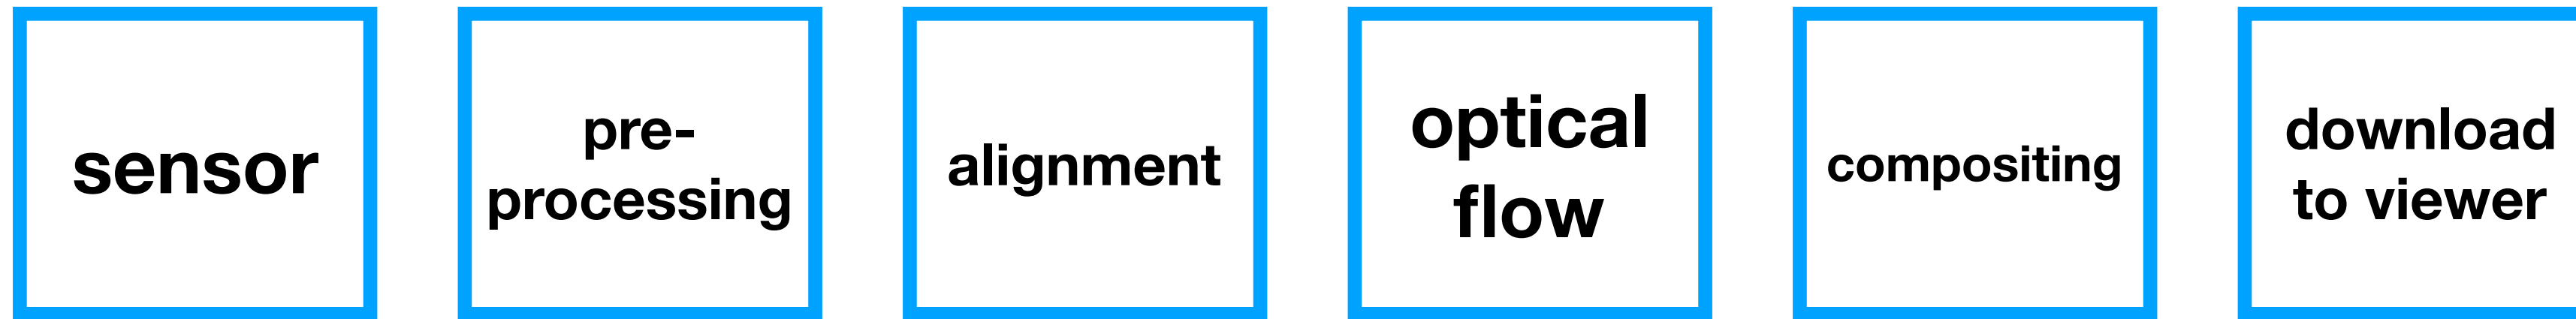 sensor
pre-
processing
alignment
optical
flow
compositing
download
to viewer